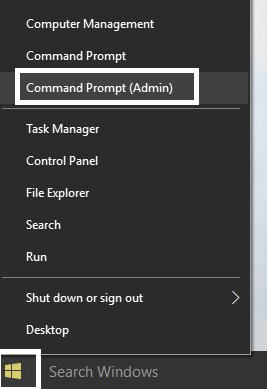 Computer Management
Command Prompt
Command Prompt (Admin)
Task Manager
Control Panel
File Explorer
Search
Run
Shut down or sign out
Desktop
Search Windows